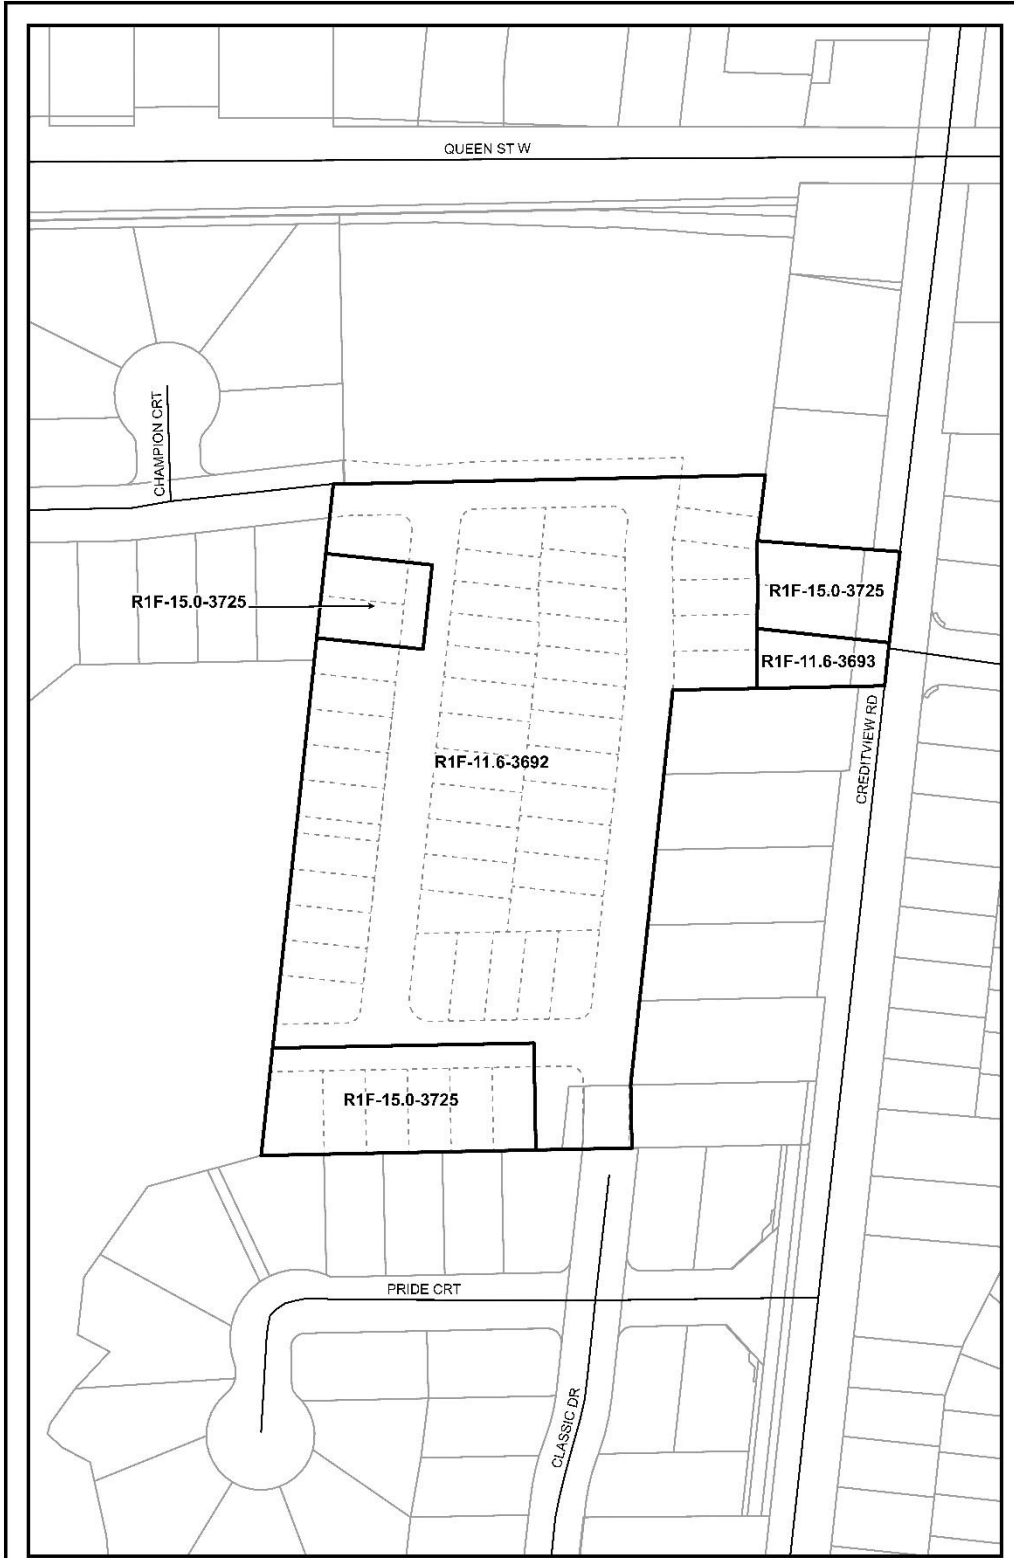 QUEEN ST W
CHAMPION CRT
R1F-15.0-3725
R1F-15.0-3725
R1F-11.6-3693
CREDITVIEW RD
R1F-11.6-3692
R1F-15.0-3725
PRIDE CRT
CLASSIC DR